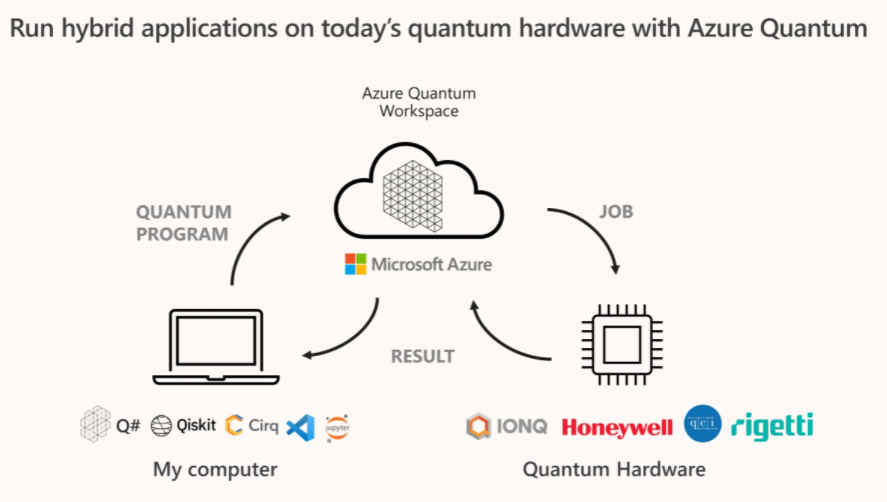 Run hybrid applications on today's quantum hardware with Azure Quantum
Azure Quantum
Workspace
QUANTUM
PROGRAM
JOB
Microsoft Azure
RESULT
Q# Qiskit Cirq jupyter
IONQ Honeywell qci rigetti
My computer
Quantum Hardware